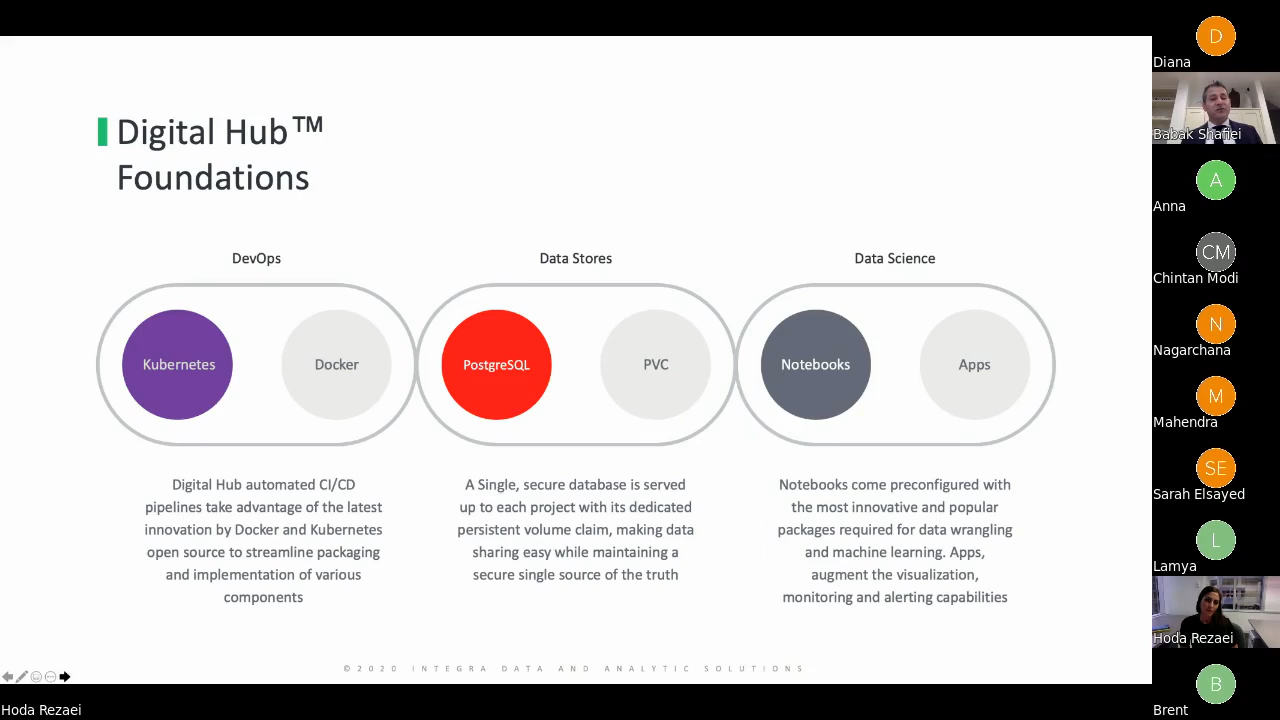 Digital Hub™
Foundations
DevOps
Data Stores
Data Science
Kubernetes
Docker
PostgreSQL
PVC
Notebooks
Apps
Digital Hub automated CI/CD
pipelines take advantage of the latest
innovation by Docker and Kubernetes
open source to streamline packaging
and implementation of various
components
A Single, secure database is served
up to each project with its dedicated
persistent volume claim, making data
sharing easy while maintaining a
secure single source of the truth
Notebooks come preconfigured with
the most innovative and popular
packages required for data wrangling
and machine learning. Apps,
augment the visualization,
monitoring and alerting capabilities
©2020 INTEGRA DATA AND ANALYTIC SOLUTIONS
Hoda Rezaei
D
Diana
Babak Shafiei
A
Anna
CM
Chintan Modi
N
Nagarchana
M
Mahendra
SE
Sarah Elsayed
L
Lamya
Hoda Rezaei
B
Brent